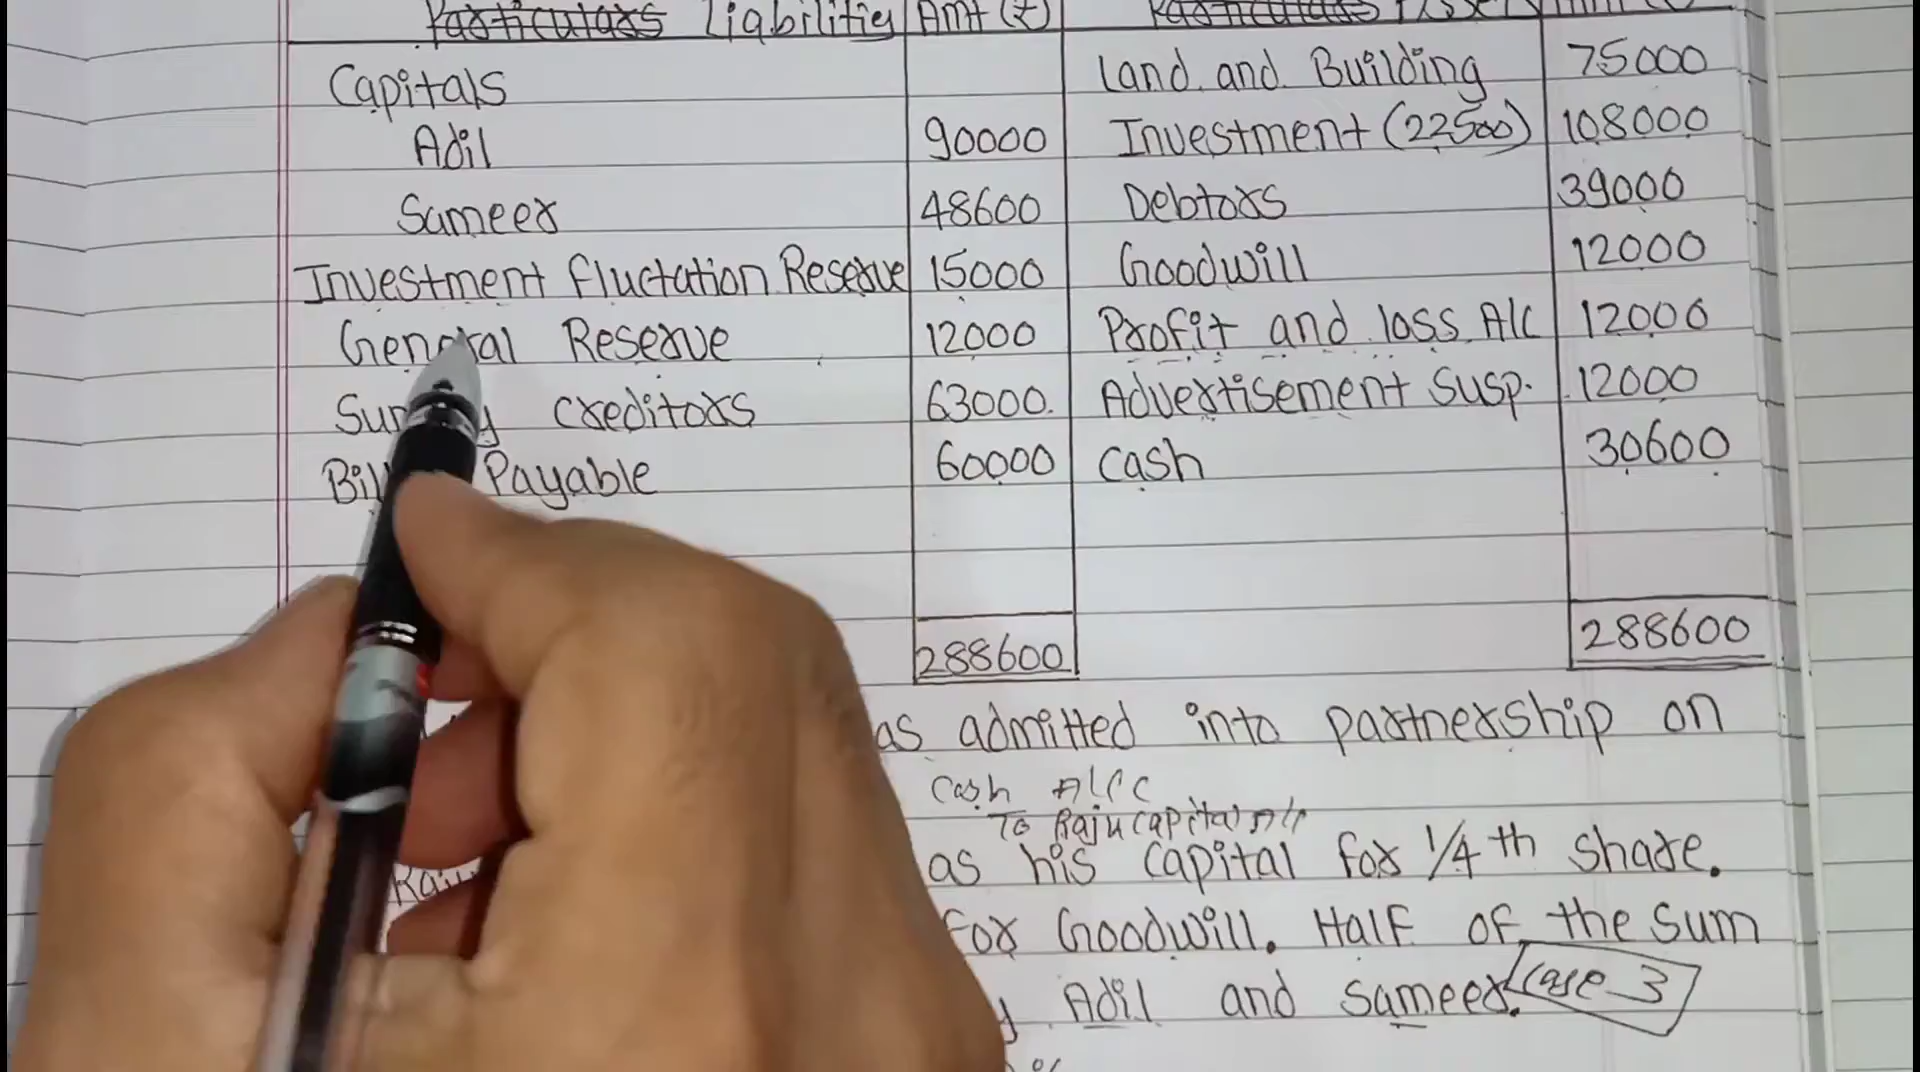 Particulars Liabilities Amt (₹)
Capitals Land and Building 75000
Adil 90000 Investment (22500) 108000
Sameer 48600 Debtors 39000
Investment Fluctation Reserve 15000 Goodwill 12000
General Reserve 12000 Profit and loss A/c 12000
creditors 63000 Advertisement Susp. 12000
Payable 60000 cash 30600
288600 288600
as admitted into partnership on
Cash A/c
To Raju capital A/c
as his capital for 1/4 th share.
for Goodwill. Half of the sum
Adil and Sameer. Case 3
%